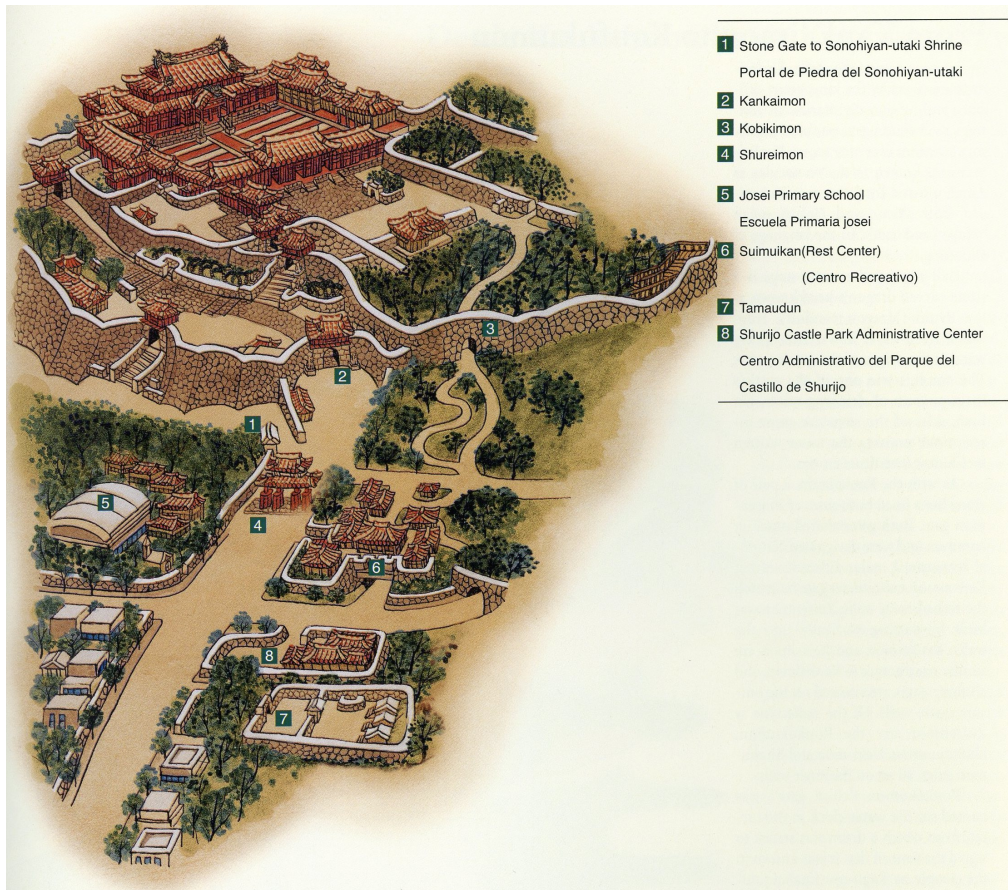 1 Stone Gate to Sonohiyan-utaki Shrine
Portal de Piedra del Sonohiyan-utaki
2 Kankaimon
3 Kobikimon
4 Shureimon
5 Josei Primary School
Escuela Primaria josei
6 Suimuikan(Rest Center)
(Centro Recreativo)
7 Tamaudun
8 Shurijo Castle Park Administrative Center
Centro Administrativo del Parque del
Castillo de Shurijo
3
2
1
5
4
6
8
7